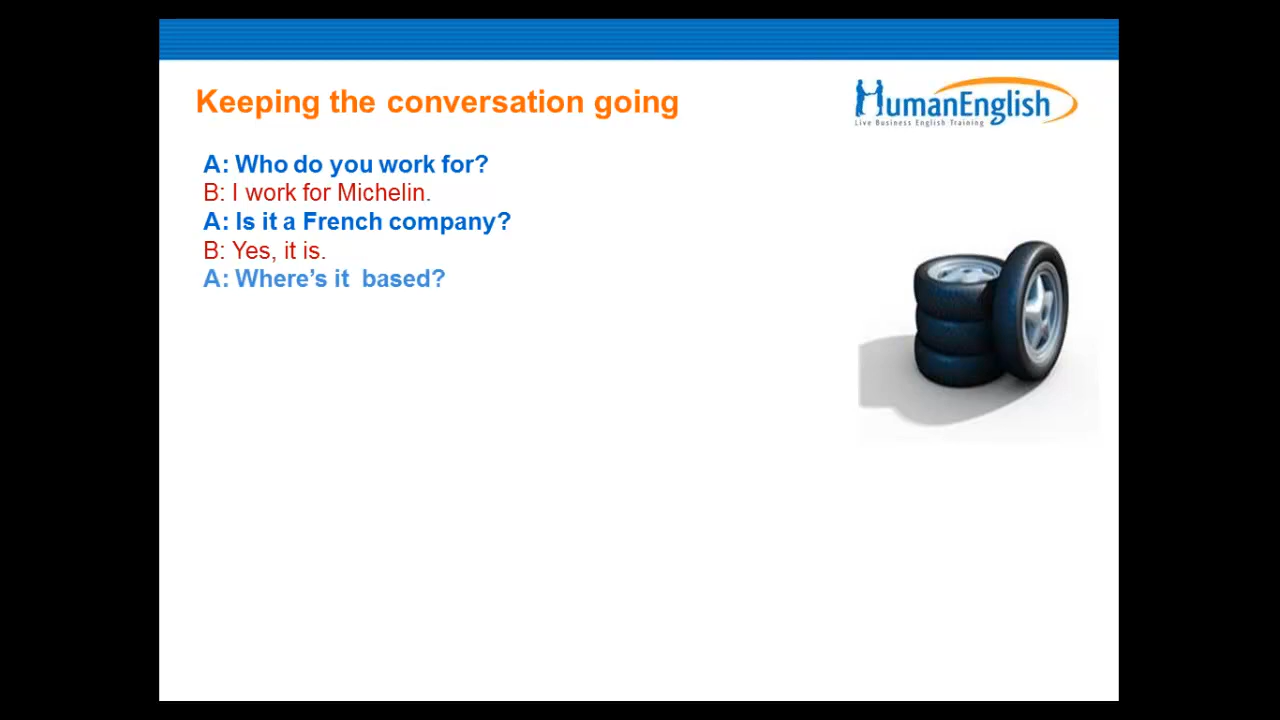 Keeping the conversation going
HumanEnglish
Live Business English Training
A: Who do you work for?
B: I work for Michelin.
A: Is it a French company?
B: Yes, it is.
A: Where’s it  based?